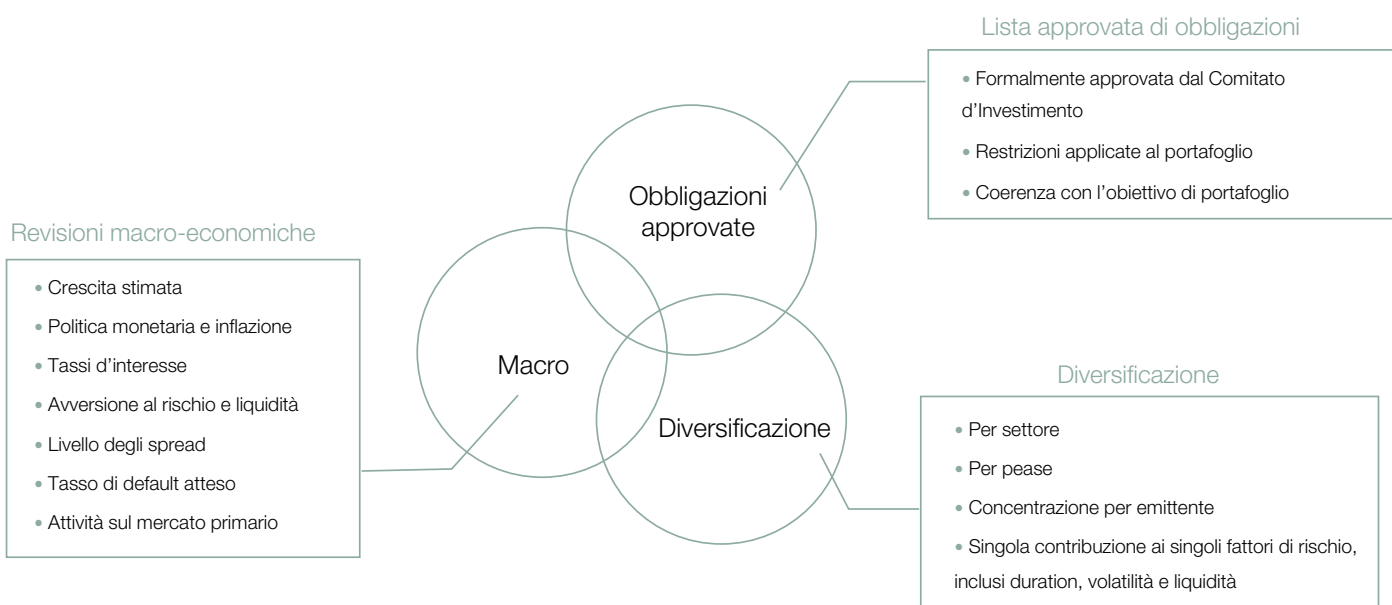 Lista approvata di obbligazioni
• Formalmente approvata dal Comitato
d’Investimento
• Restrizioni applicate al portafoglio
• Coerenza con l’obiettivo di portafoglio
Obbligazioni
approvate
Revisioni macro-economiche
• Crescita stimata
• Politica monetaria e inflazione
• Tassi d’interesse
• Avversione al rischio e liquidità
• Livello degli spread
• Tasso di default atteso
• Attività sul mercato primario
Macro
Diversificazione
Diversificazione
• Per settore
• Per pease
• Concentrazione per emittente
• Singola contribuzione ai singoli fattori di rischio,
inclusi duration, volatilità e liquidità